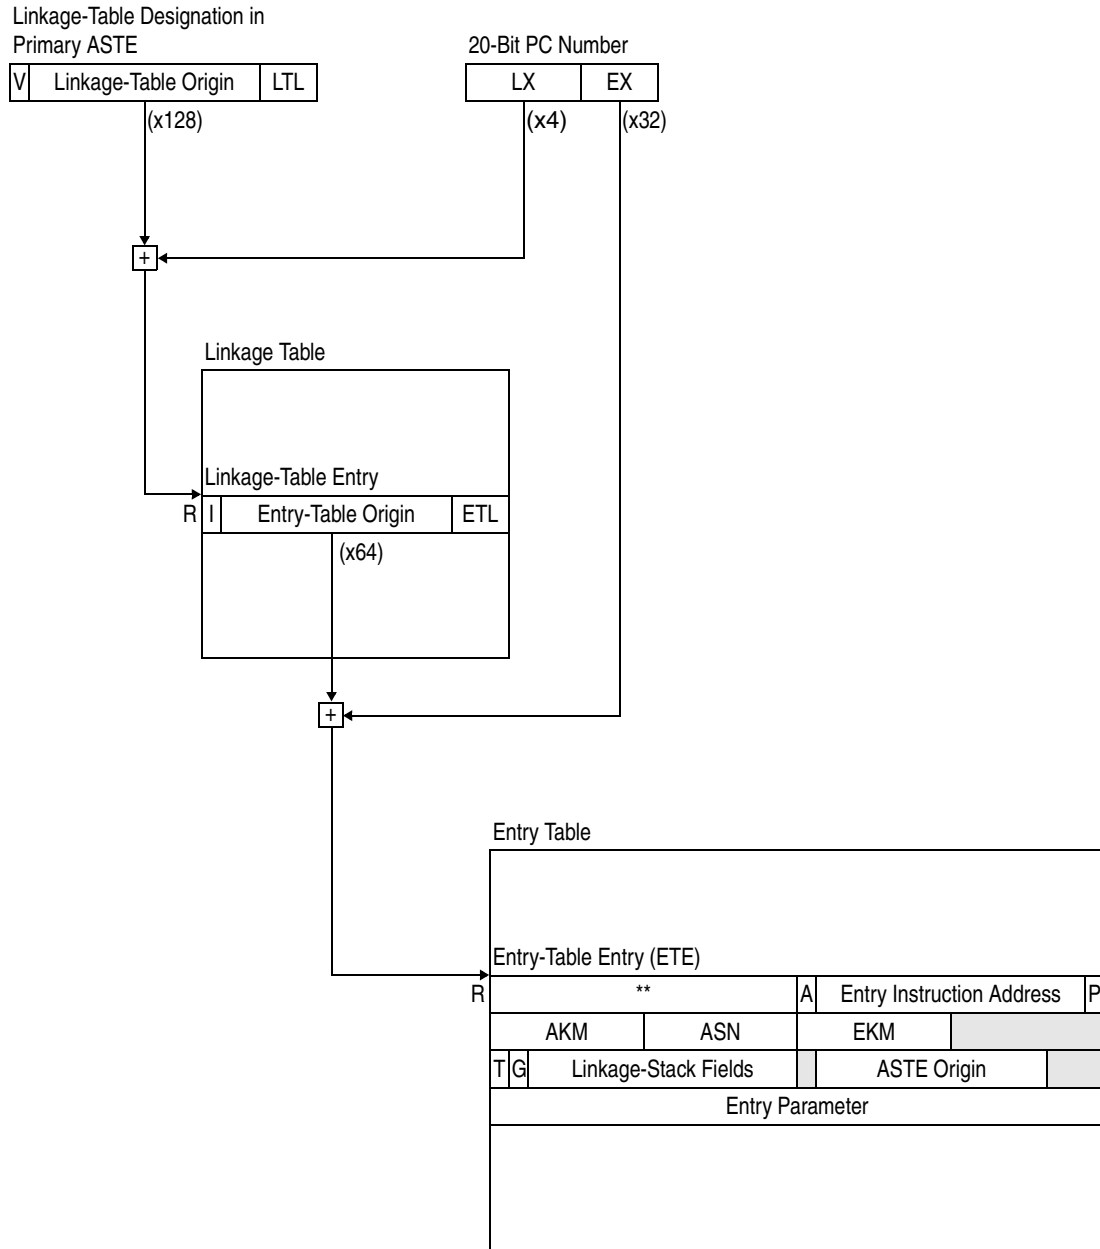 Linkage-Table Designation in
Primary ASTE
20-Bit PC Number
V Linkage-Table Origin LTL
LX EX
(x128)
(x4) (x32)
+
Linkage Table
Linkage-Table Entry
R I Entry-Table Origin ETL
(x64)
+
Entry Table
Entry-Table Entry (ETE)
R ** A Entry Instruction Address P
AKM ASN EKM
T G Linkage-Stack Fields ASTE Origin
Entry Parameter